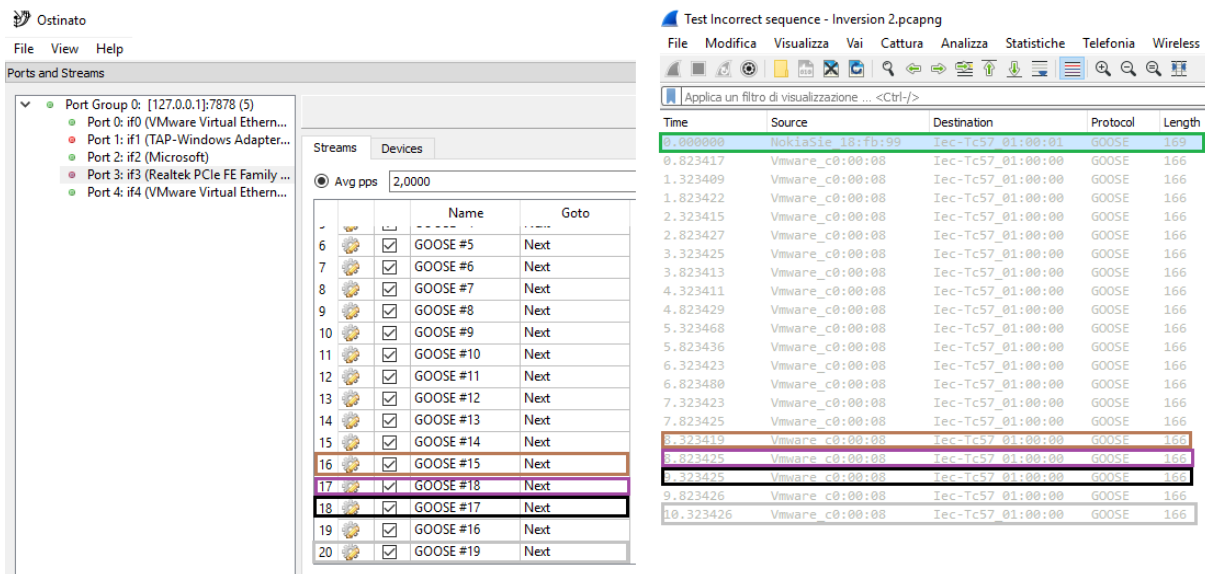 Ostinato
File View Help
Ports and Streams
Port Group 0: [127.0.0.1]:7878 (5)
Port 0: if0 (VMware Virtual Ethern...
Port 1: if1 (TAP-Windows Adapter...
Port 2: if2 (Microsoft)
Port 3: if3 (Realtek PCIe FE Family ...
Port 4: if4 (VMware Virtual Ethern...
Streams Devices
Avg pps 2,0000
Name Goto
6 GOOSE #5 Next
7 GOOSE #6 Next
8 GOOSE #7 Next
9 GOOSE #8 Next
10 GOOSE #9 Next
11 GOOSE #10 Next
12 GOOSE #11 Next
13 GOOSE #12 Next
14 GOOSE #13 Next
15 GOOSE #14 Next
16 GOOSE #15 Next
17 GOOSE #18 Next
18 GOOSE #17 Next
19 GOOSE #16 Next
20 GOOSE #19 Next
Test Incorrect sequence - Inversion 2.pcapng
File Modifica Visualizza Vai Cattura Analizza Statistiche Telefonia Wireless
Applica un filtro di visualizzazione ... <Ctrl-/>
Time Source Destination Protocol Length
0.000000 NokiaSie_18:fb:99 Iec-Tc57_01:00:01 GOOSE 169
0.823417 Vmware_c0:00:08 Iec-Tc57_01:00:00 GOOSE 166
1.323409 Vmware_c0:00:08 Iec-Tc57_01:00:00 GOOSE 166
1.823422 Vmware_c0:00:08 Iec-Tc57_01:00:00 GOOSE 166
2.323415 Vmware_c0:00:08 Iec-Tc57_01:00:00 GOOSE 166
2.823427 Vmware_c0:00:08 Iec-Tc57_01:00:00 GOOSE 166
3.323425 Vmware_c0:00:08 Iec-Tc57_01:00:00 GOOSE 166
3.823413 Vmware_c0:00:08 Iec-Tc57_01:00:00 GOOSE 166
4.323411 Vmware_c0:00:08 Iec-Tc57_01:00:00 GOOSE 166
4.823429 Vmware_c0:00:08 Iec-Tc57_01:00:00 GOOSE 166
5.323468 Vmware_c0:00:08 Iec-Tc57_01:00:00 GOOSE 166
5.823436 Vmware_c0:00:08 Iec-Tc57_01:00:00 GOOSE 166
6.323423 Vmware_c0:00:08 Iec-Tc57_01:00:00 GOOSE 166
6.823480 Vmware_c0:00:08 Iec-Tc57_01:00:00 GOOSE 166
7.323423 Vmware_c0:00:08 Iec-Tc57_01:00:00 GOOSE 166
7.823425 Vmware_c0:00:08 Iec-Tc57_01:00:00 GOOSE 166
8.323419 Vmware_c0:00:08 Iec-Tc57_01:00:00 GOOSE 166
8.823425 Vmware_c0:00:08 Iec-Tc57_01:00:00 GOOSE 166
9.323425 Vmware_c0:00:08 Iec-Tc57_01:00:00 GOOSE 166
9.823426 Vmware_c0:00:08 Iec-Tc57_01:00:00 GOOSE 166
10.323426 Vmware_c0:00:08 Iec-Tc57_01:00:00 GOOSE 166